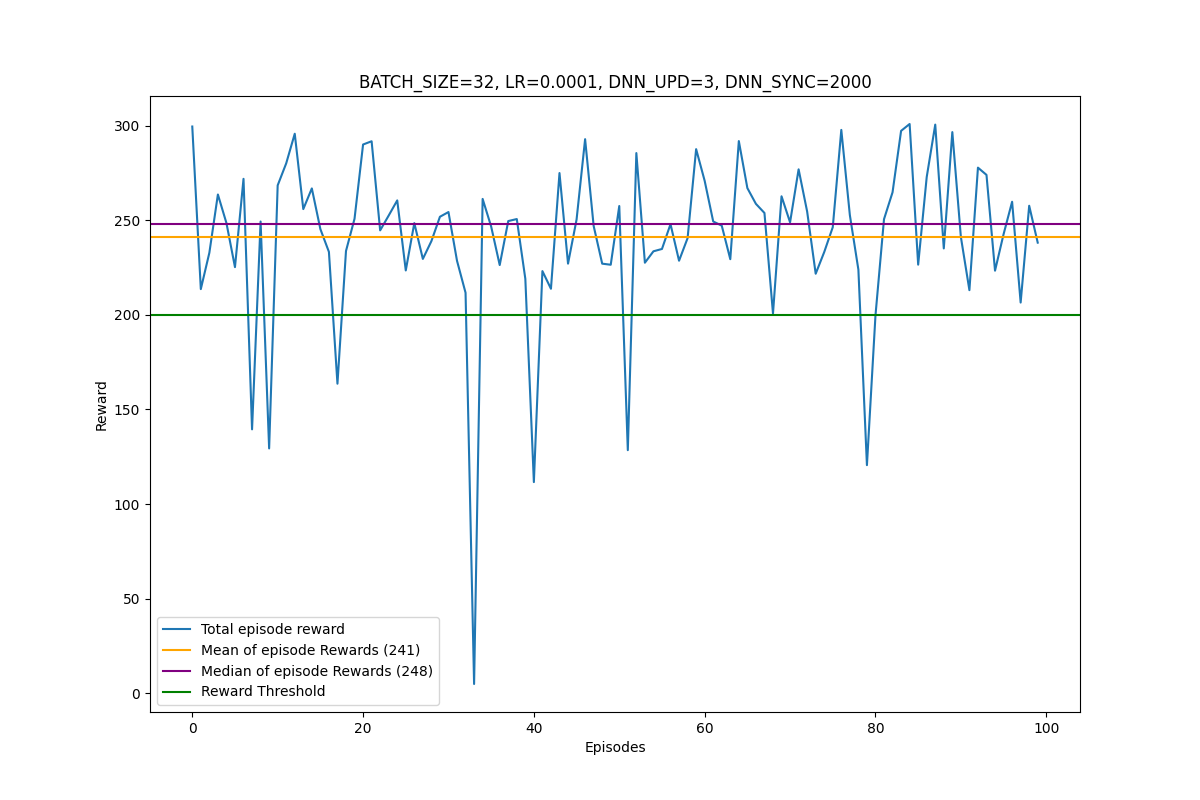 BATCH_SIZE=32, LR=0.0001, DNN_UPD=3, DNN_SYNC=2000
300
250
200
150
100
50
0
Reward
Total episode reward
Mean of episode Rewards (241)
Median of episode Rewards (248)
Reward Threshold
0 20 40 60 80 100
Episodes